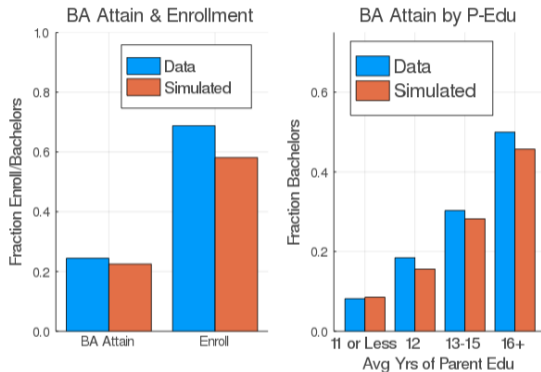 BA Attain & Enrollment
Fraction Enroll/Bachelors
1.0
0.8
0.6
0.4
0.2
0.0
Data
Simulated
BA Attain
Enroll
BA Attain by P-Edu
Fraction Bachelors
0.6
0.4
0.2
0.0
Data
Simulated
11 or Less
12
13-15
16+
Avg Yrs of Parent Edu